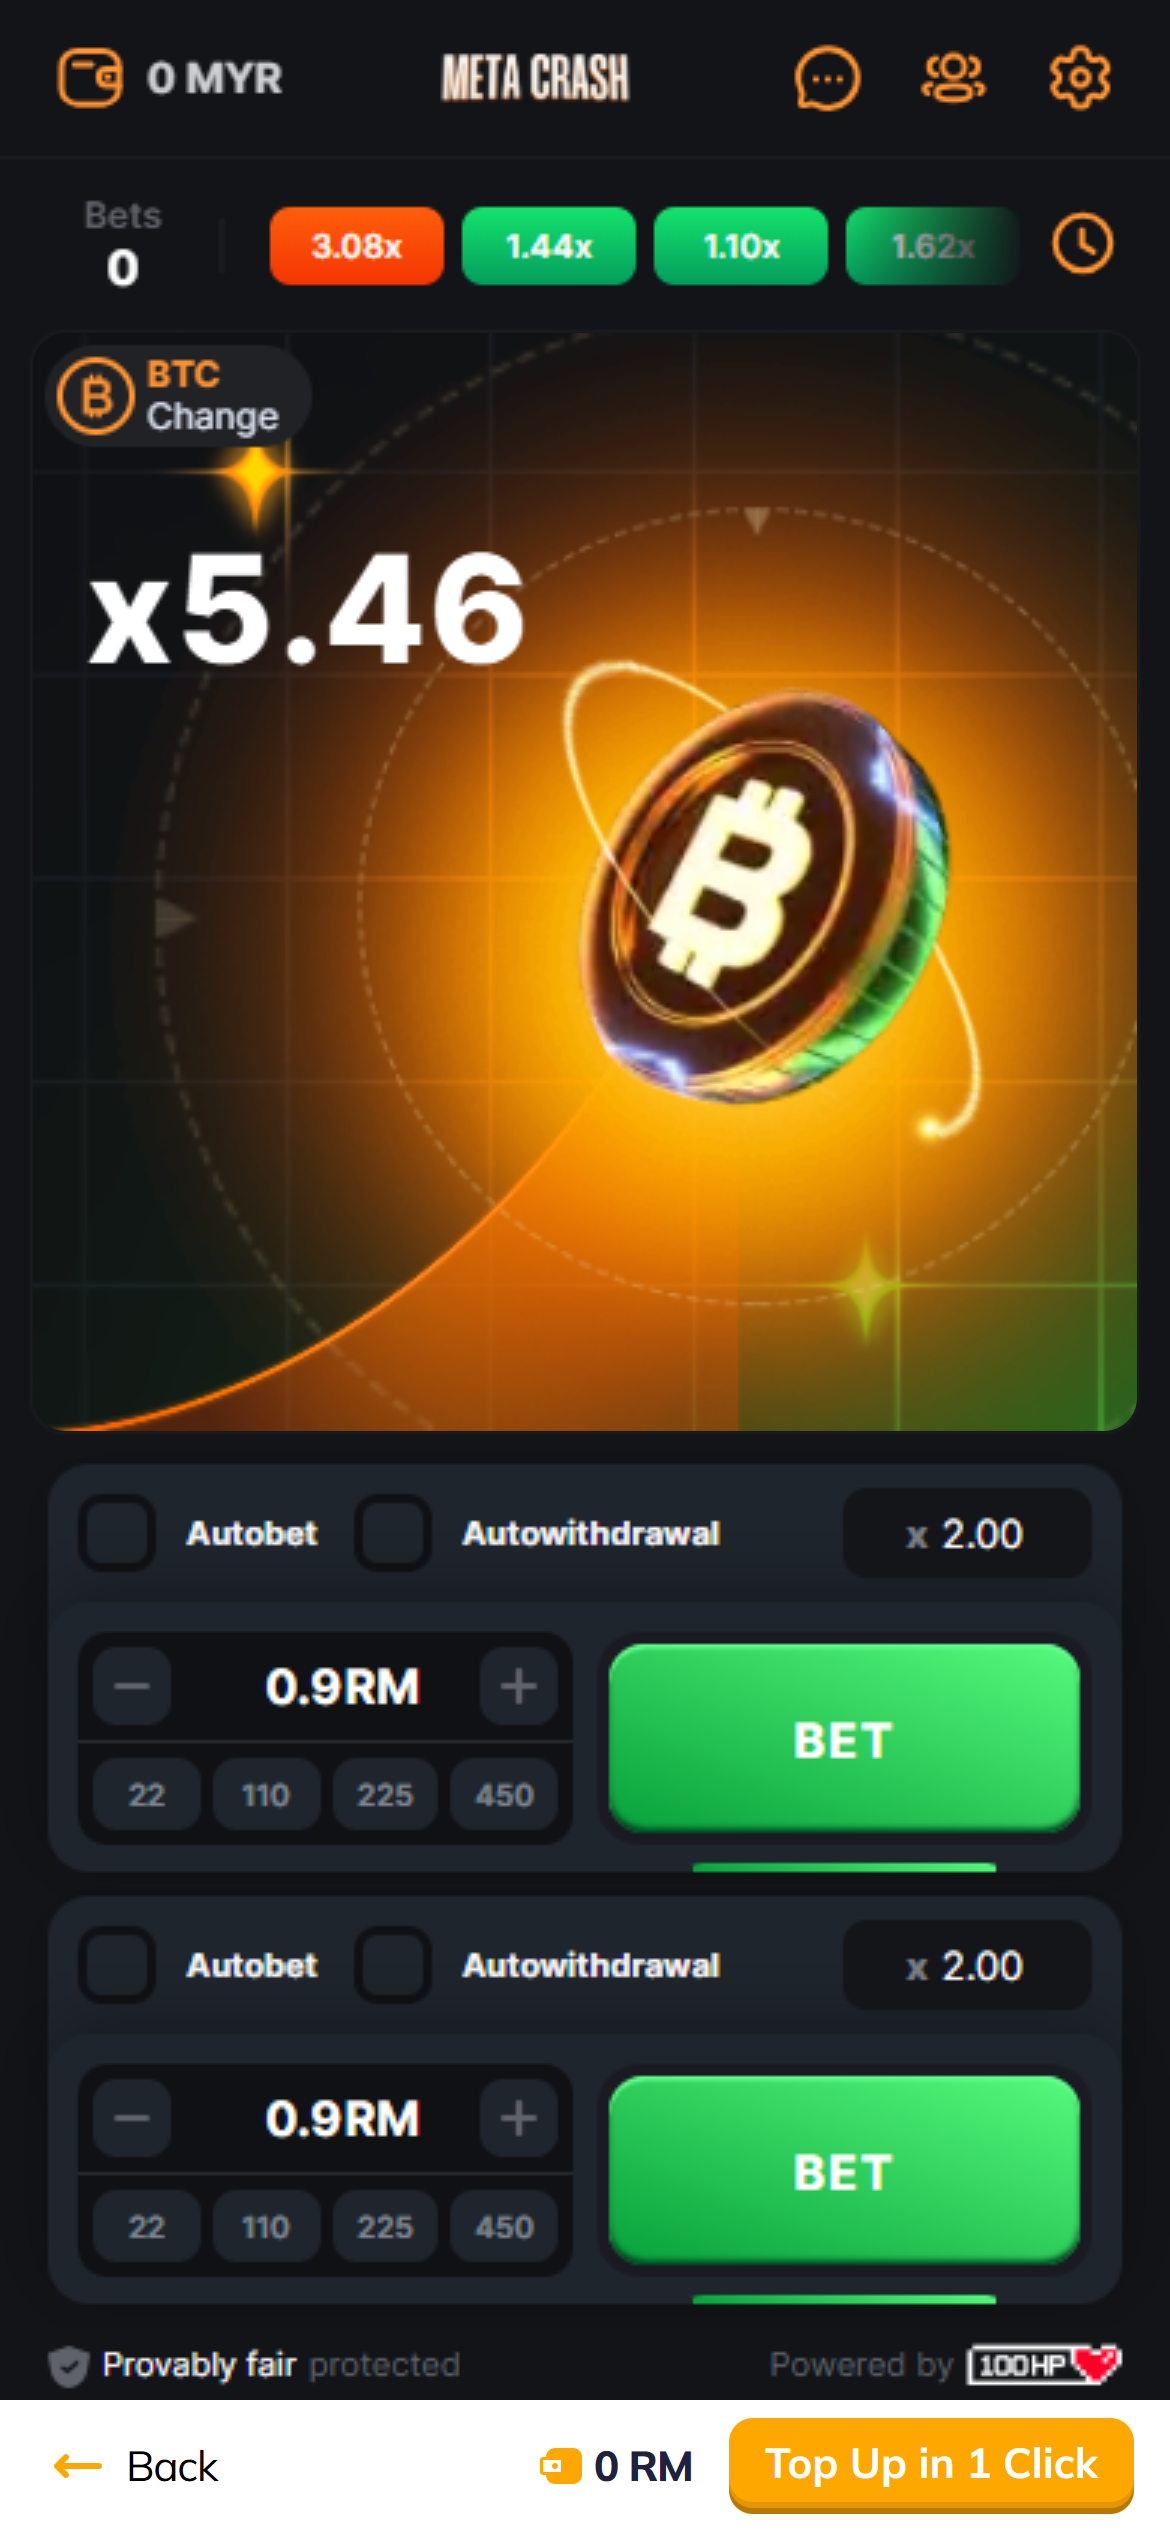 0 MYR
META CRASH
Bets
0
3.08x
1.44x
1.10x
1.62x
BTC
Change
x5.46
Autobet
Autowithdrawal
x 2.00
0.9RM
22
110
225
450
BET
Autobet
Autowithdrawal
x 2.00
0.9RM
22
110
225
450
BET
Provably fair protected
Powered by 100HP
Back
0 RM
Top Up in 1 Click